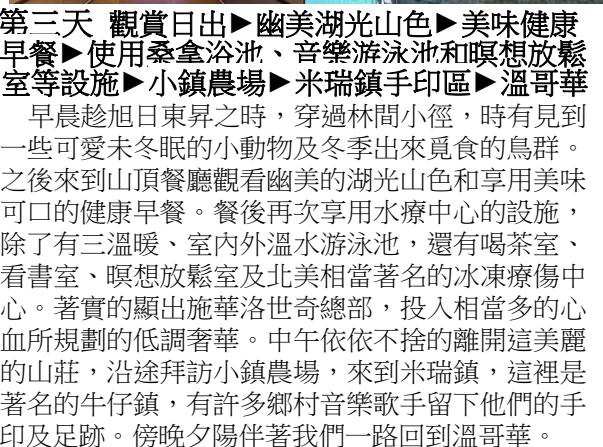 第三天 觀賞日出►幽美湖光山色►美味健康
早餐►使用桑拿浴池、音樂游泳池和暝想放鬆
室等設施►小鎮農場►米瑞鎮手印區►溫哥華
早晨趁旭日東昇之時，穿過林間小徑，時有見到
一些可愛未冬眠的小動物及冬季出來覓食的鳥群。
之後來到山頂餐廳觀看幽美的湖光山色和享用美味
可口的健康早餐。餐後再次享用水療中心的設施，
除了有三溫暖、室內外溫水游泳池，還有喝茶室、
看書室、暝想放鬆室及北美相當著名的冰凍療傷中
心。著實的顯出施華洛世奇總部，投入相當多的心
血所規劃的低調奢華。中午依依不捨的離開這美麗
的山莊，沿途拜訪小鎮農場，來到米瑞鎮，這裡是
著名的牛仔鎮，有許多鄉村音樂歌手留下他們的手
印及足跡。傍晚夕陽伴著我們一路回到溫哥華。